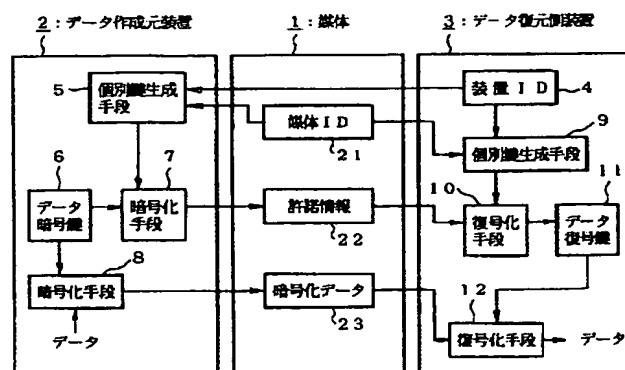 2：データ作成元装置
1：媒体
3：データ復元側装置
5
個別鍵生成
手段
装置ID
4
媒体ID
21
9
個別鍵生成手段
6
データ
暗号鍵
7
暗号化
手段
許諾情報
22
10
復号化
手段
11
データ
復号鍵
8
暗号化手段
データ
暗号化データ
23
12
復号化手段
データ